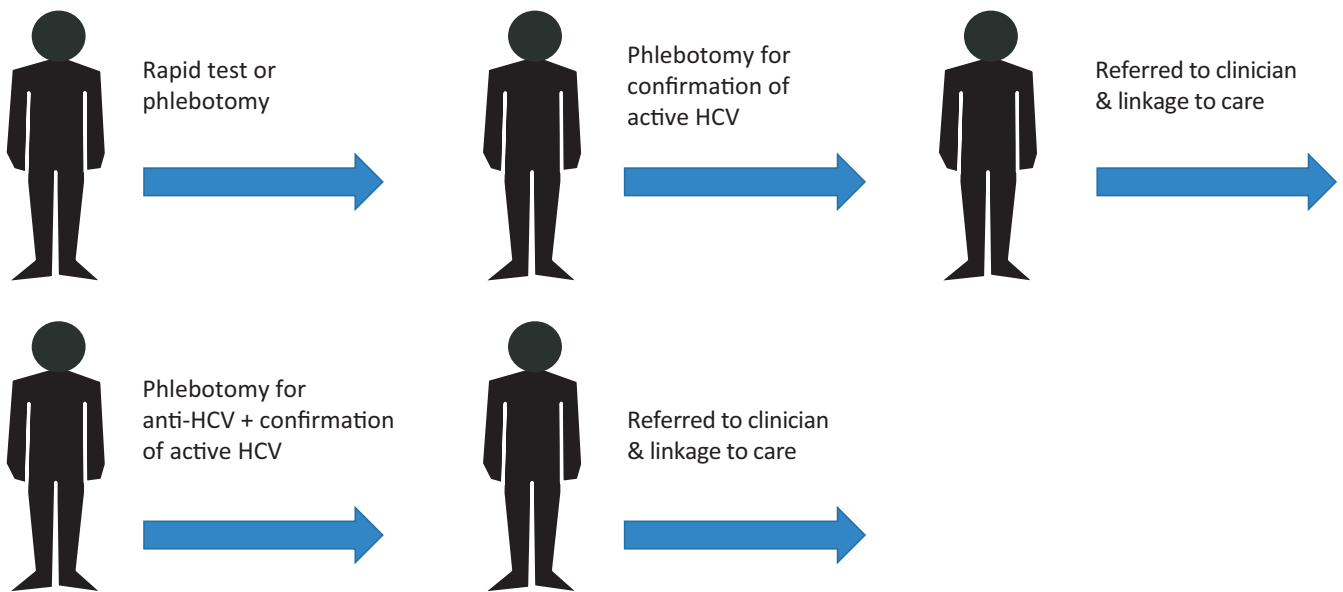 Rapid test or
phlebotomy
Phlebotomy for
confirmation of
active HCV
Referred to clinician
& linkage to care
Phlebotomy for
anti-HCV + confirmation
of active HCV
Referred to clinician
& linkage to care